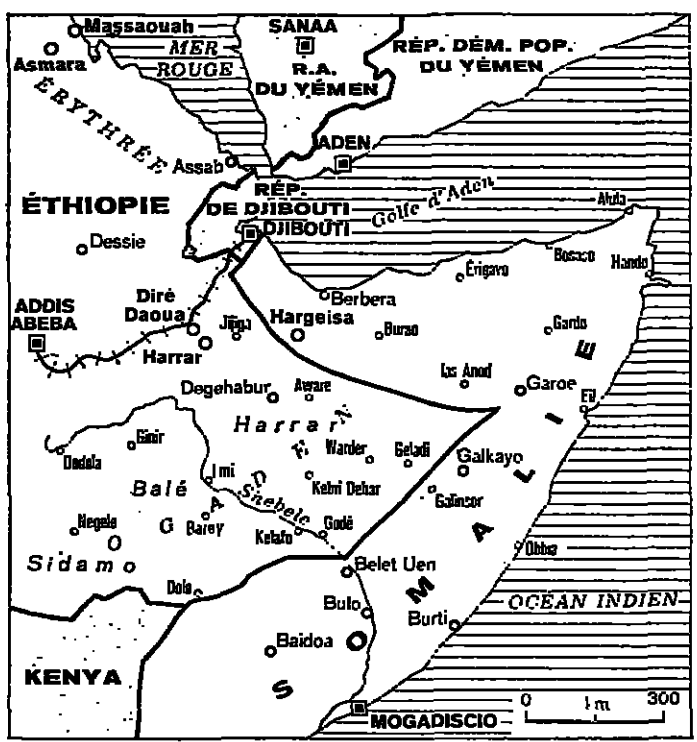 Massaouah
Asmara
MER
ROUGE
SANAA
R.A.
DU YÉMEN
RÉP. DÉM. POP.
DU YÉMEN
ÉRYTHRÉE
ADEN
Assab
RÉP.
DE DJIBOUTI
DJIBOUTI
Golfe d'Aden
Alula
ÉTHIOPIE
Dessie
Érigavo
Bosaso
Berbera
ADDIS
ABEBA
Diré
Daoua
Harrar
Hargeisa
Burao
Gardo
Las Anod
Garoe
Eil
Degehabur
Aware
Harrar
Warder
Geladi
Galkayo
Ginir
Imi
Kebri Dehar
Galinsor
Balé
Shebele
Barey
Kelafo
Godé
Negele
OGADEN
Sidamo
Dolo
Belet Uen
Obbia
Bulo
Burti
OCÉAN INDIEN
Baidoa
SOMALIE
KENYA
MOGADISCIO
0 km 300